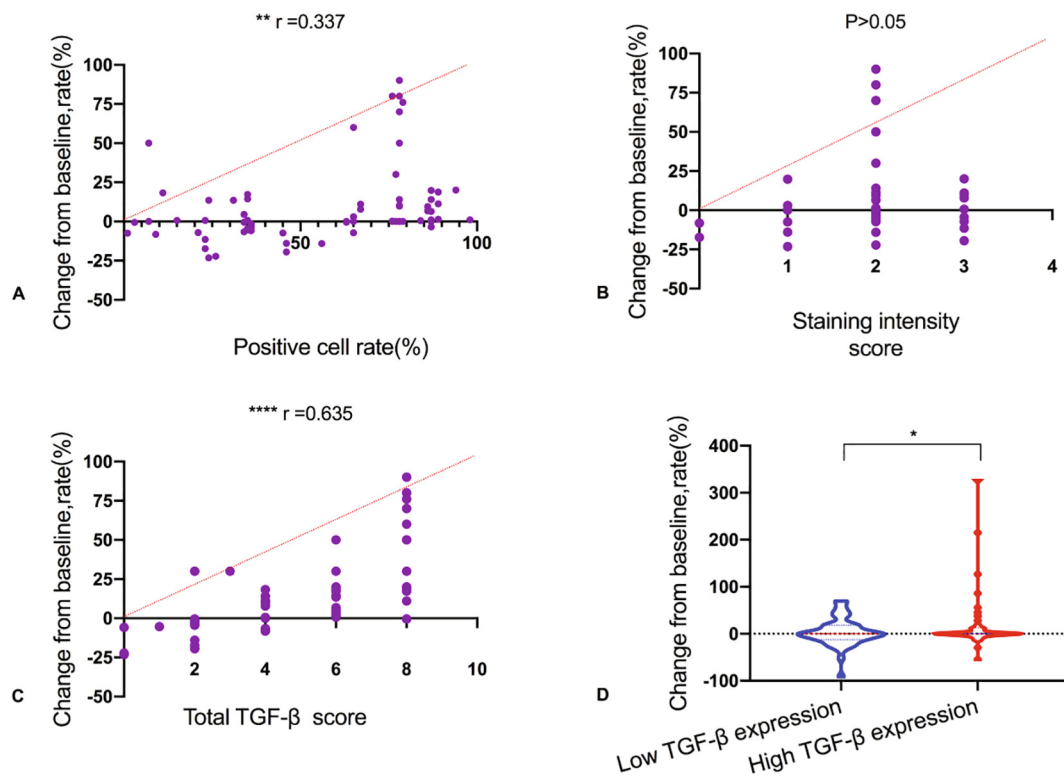 ** r =0.337
Change from baseline,rate(%)
100
75
50
25
0
-25
-50
50
100
A
Positive cell rate(%)
P>0.05
Change from baseline,rate(%)
100
75
50
25
0
-25
-50
1
2
3
4
B
Staining intensity
score
**** r =0.635
Change from baseline,rate(%)
100
75
50
25
0
-25
-50
2
4
6
8
10
C
Total TGF-β score
*
Change from baseline,rate(%)
400
300
200
100
0
-100
D
Low TGF-β expression
High TGF-β expression